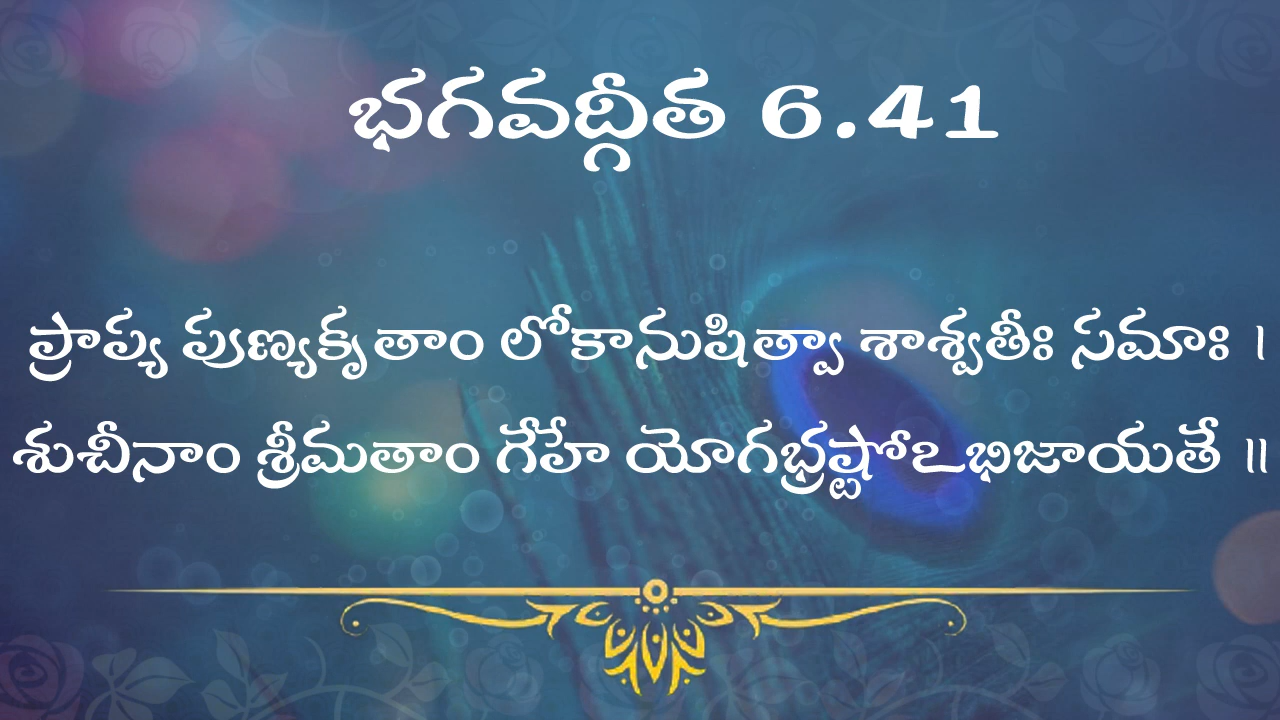 భగవద్గీత 6.41
ప్రాప్య పుణ్యకృతాం లోకానుషిత్వా శాశ్వతీః సమాః ।
శుచీనాం శ్రీమతాం గేహే యోగభ్రష్టోఽభిజాయతే ॥